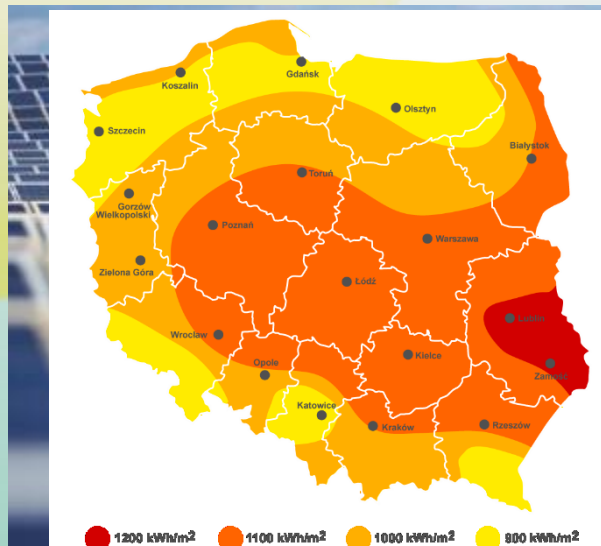 Koszalin
Gdańsk
Olsztyn
Szczecin
Białystok
Toruń
Gorzów
Wielkopolski
Poznań
Warszawa
Zielona Góra
Łódź
Lublin
Wrocław
Kielce
Zamość
Opole
Katowice
Kraków
Rzeszów
1200 kWh/m²
1100 kWh/m²
1000 kWh/m²
900 kWh/m²